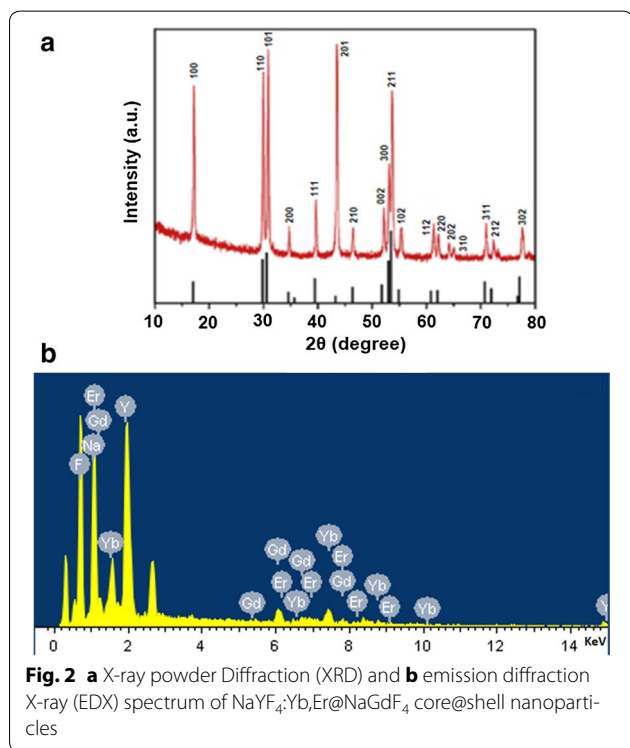 a
Intensity (a.u.)
100
110
101
200
111
201
210
002
300
211
102
112
220
202
310
311
212
302
10 20 30 40 50 60 70 80
2θ (degree)
b
Er
Gd
Na
F
Yb
Y
Gd
Gd
Er
Yb
Gd
Er
Yb
Er
Gd
Er
Yb
Er
Yb
Y
0 2 4 6 8 10 12 14 KeV
Fig. 2 a X-ray powder Diffraction (XRD) and b emission diffraction
X-ray (EDX) spectrum of NaYF₄:Yb,Er@NaGdF₄ core@shell nanoparti-
cles